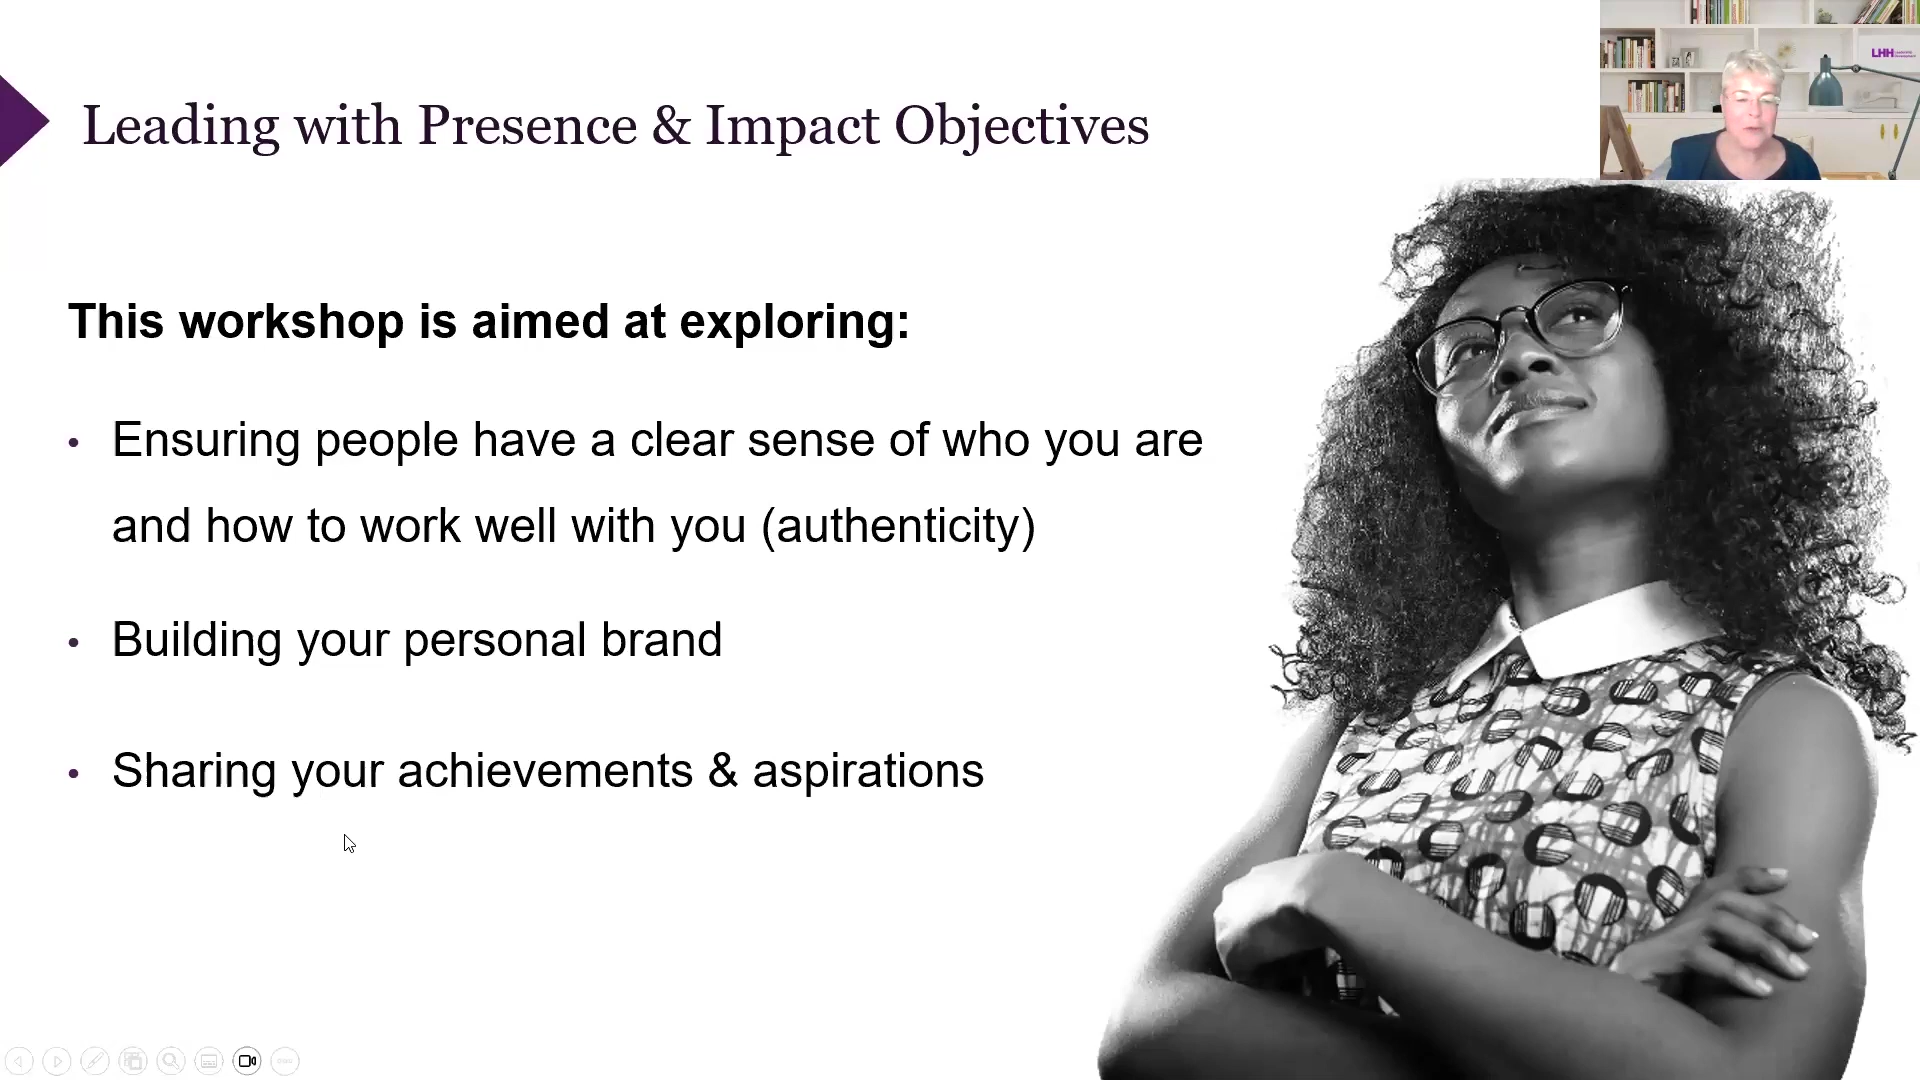 Leading with Presence & Impact Objectives
LHH
This workshop is aimed at exploring:
• Ensuring people have a clear sense of who you are
and how to work well with you (authenticity)
• Building your personal brand
• Sharing your achievements & aspirations